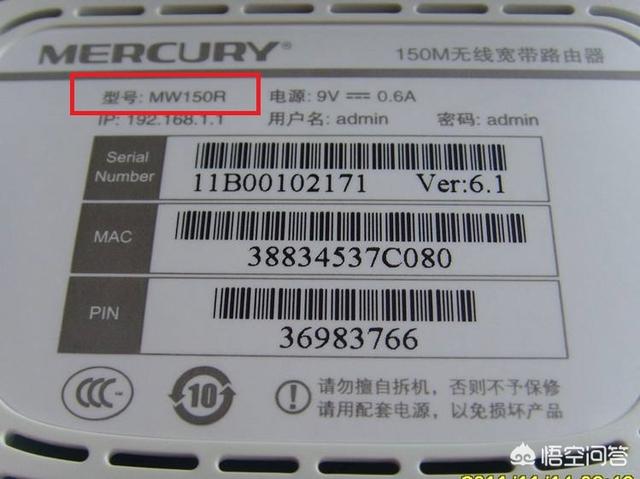 MERCURY® 150M无线宽带路由器
型号: MW150R 电源: 9V 0.6A
IP: 192.168.1.1 用户名: admin 密码: admin
Serial Number
11B00102171 Ver:6.1
MAC
38834537C080
PIN
36983766
CCC 10
请勿擅自拆机，否则不予保修
请用配套电源，以免损坏产品
悟空问答